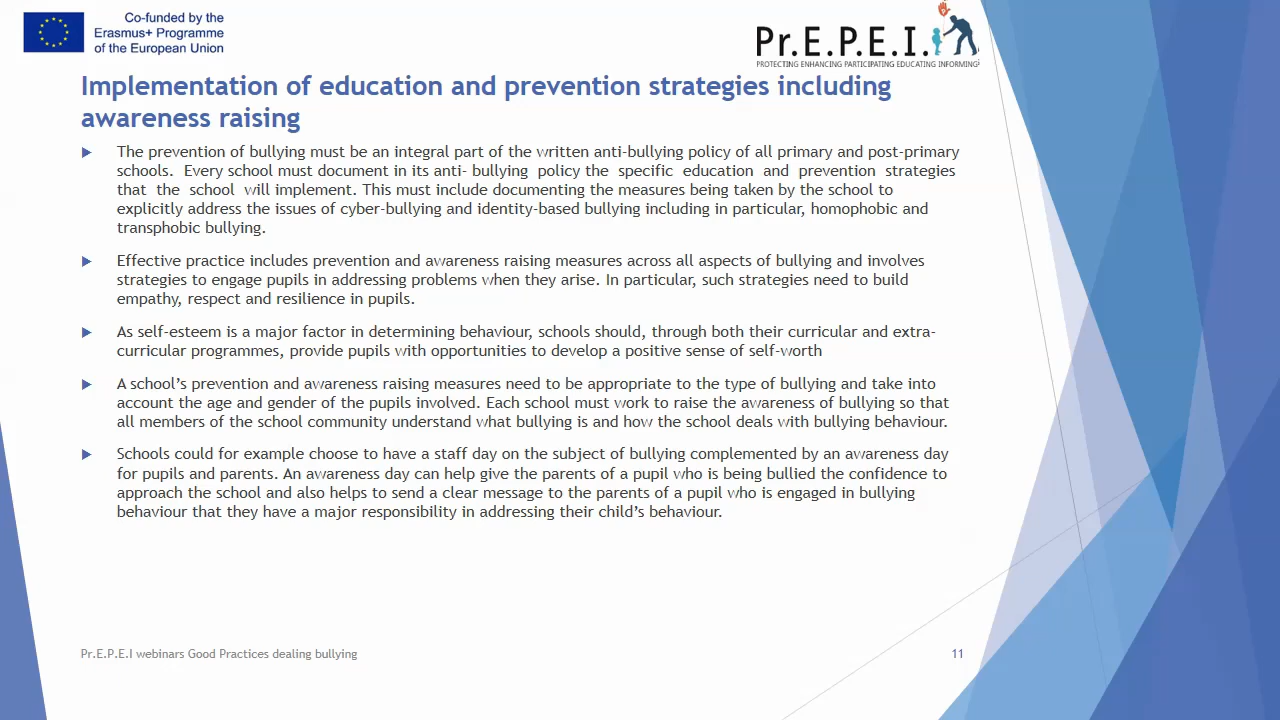 Co-funded by the
Erasmus+ Programme
of the European Union
Pr.E.P.E.I.
PROTECTING ENHANCING PARTICIPATING EDUCATING INFORMING
Implementation of education and prevention strategies including
awareness raising
The prevention of bullying must be an integral part of the written anti-bullying policy of all primary and post-primary
schools. Every school must document in its anti- bullying policy the specific education and prevention strategies
that the school will implement. This must include documenting the measures being taken by the school to
explicitly address the issues of cyber-bullying and identity-based bullying including in particular, homophobic and
transphobic bullying.
Effective practice includes prevention and awareness raising measures across all aspects of bullying and involves
strategies to engage pupils in addressing problems when they arise. In particular, such strategies need to build
empathy, respect and resilience in pupils.
As self-esteem is a major factor in determining behaviour, schools should, through both their curricular and extra-
curricular programmes, provide pupils with opportunities to develop a positive sense of self-worth
A school’s prevention and awareness raising measures need to be appropriate to the type of bullying and take into
account the age and gender of the pupils involved. Each school must work to raise the awareness of bullying so that
all members of the school community understand what bullying is and how the school deals with bullying behaviour.
Schools could for example choose to have a staff day on the subject of bullying complemented by an awareness day
for pupils and parents. An awareness day can help give the parents of a pupil who is being bullied the confidence to
approach the school and also helps to send a clear message to the parents of a pupil who is engaged in bullying
behaviour that they have a major responsibility in addressing their child’s behaviour.
Pr.E.P.E.I webinars Good Practices dealing bullying
11